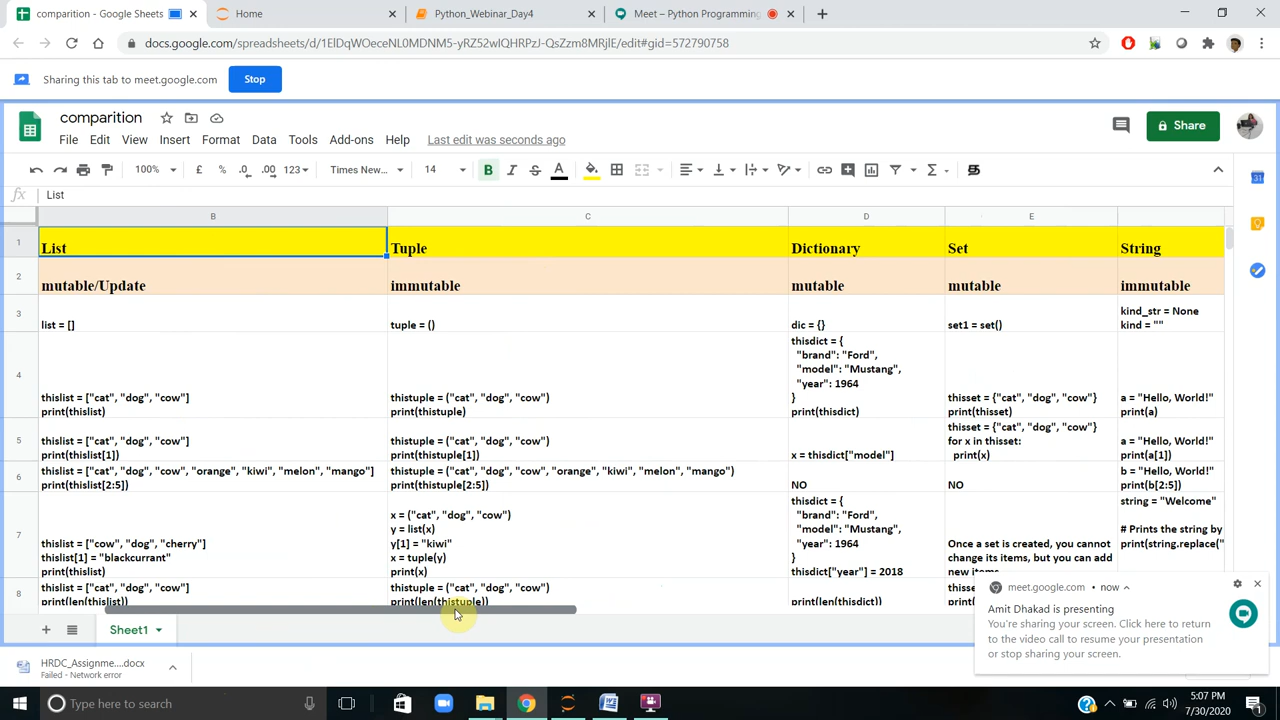 comparition - Google Sheets
Home
Python_Webinar_Day4
Meet – Python Programming
docs.google.com/spreadsheets/d/1ElDqWOeceNL0MDNM5-yRZ52wIQHRPzJ-QsZzm8MRjlE/edit#gid=572790758
Sharing this tab to meet.google.com
Stop
comparition
File Edit View Insert Format Data Tools Add-ons Help Last edit was seconds ago
Share
100% £ % .0 .00 123 Times New... 14 B I S A
fx List
B C D E
1 List Tuple Dictionary Set String
2 mutable/Update immutable mutable mutable immutable
3
list = [] tuple = () dic = {} set1 = set()
kind_str = None
kind = ""
4
thislist = ["cat", "dog", "cow"]
print(thislist)
thistuple = ("cat", "dog", "cow")
print(thistuple)
thisdict = {
"brand": "Ford",
"model": "Mustang",
"year": 1964
}
print(thisdict)
thisset = {"cat", "dog", "cow"}
print(thisset)
a = "Hello, World!"
print(a)
5
thislist = ["cat", "dog", "cow"]
print(thislist[1])
thistuple = ("cat", "dog", "cow")
print(thistuple[1])
x = thisdict["model"]
thisset = {"cat", "dog", "cow"}
for x in thisset:
print(x)
a = "Hello, World!"
print(a[1])
6
thislist = ["cat", "dog", "cow", "orange", "kiwi", "melon", "mango"]
print(thislist[2:5])
thistuple = ("cat", "dog", "cow", "orange", "kiwi", "melon", "mango")
print(thistuple[2:5])
NO
NO
b = "Hello, World!"
print(b[2:5])
7
thislist = ["cow", "dog", "cherry"]
thislist[1] = "blackcurrant"
print(thislist)
x = ("cat", "dog", "cow")
y = list(x)
y[1] = "kiwi"
x = tuple(y)
print(x)
thisdict = {
"brand": "Ford",
"model": "Mustang",
"year": 1964
}
thisdict["year"] = 2018
Once a set is created, you cannot
change its items, but you can add
new items.
string = "Welcome"
# Prints the string by
print(string.replace("
8
thislist = ["cat", "dog", "cow"]
print(len(thislist))
thistuple = ("cat", "dog", "cow")
print(len(thistuple))
print(len(thisdict))
meet.google.com • now
Amit Dhakad is presenting
You're sharing your screen. Click here to return
to the video call to resume your presentation
or stop sharing your screen.
Sheet1
HRDC_Assignme....docx
Failed - Network error
Type here to search
5:07 PM
7/30/2020